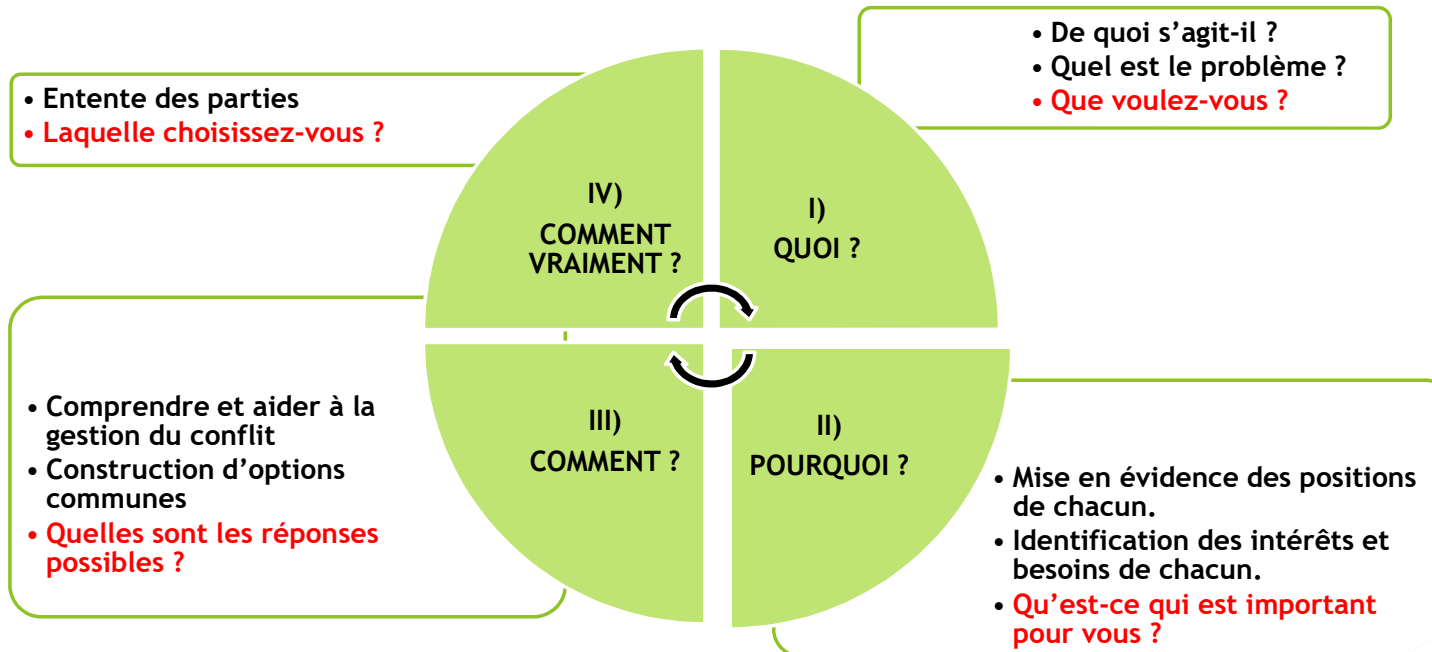 • De quoi s’agit-il ?
• Quel est le problème ?
• Que voulez-vous ?
• Entente des parties
• Laquelle choisissez-vous ?
IV)
COMMENT
VRAIMENT ?
I)
QUOI ?
III)
COMMENT ?
II)
POURQUOI ?
• Comprendre et aider à la
gestion du conflit
• Construction d’options
communes
• Quelles sont les réponses
possibles ?
• Mise en évidence des positions
de chacun.
• Identification des intérêts et
besoins de chacun.
• Qu’est-ce qui est important
pour vous ?